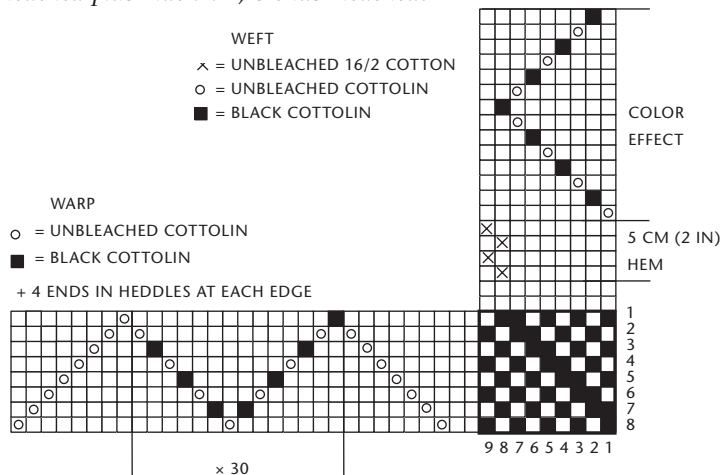 WEFT
× = UNBLEACHED 16/2 COTTON
○ = UNBLEACHED COTTOLIN
■ = BLACK COTTOLIN
COLOR
EFFECT
WARP
○ = UNBLEACHED COTTOLIN
■ = BLACK COTTOLIN
+ 4 ENDS IN HEDDLES AT EACH EDGE
5 CM (2 IN)
HEM
1
2
3
4
5
6
7
8
9 8 7 6 5 4 3 2 1
× 30